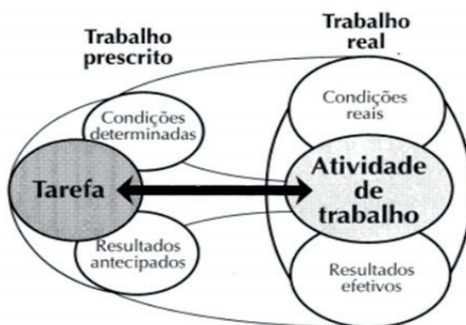 Trabalho
prescrito
Trabalho
real
Condições
determinadas
Condições
reais
Tarefa
Atividade
de
trabalho
Resultados
antecipados
Resultados
efetivos